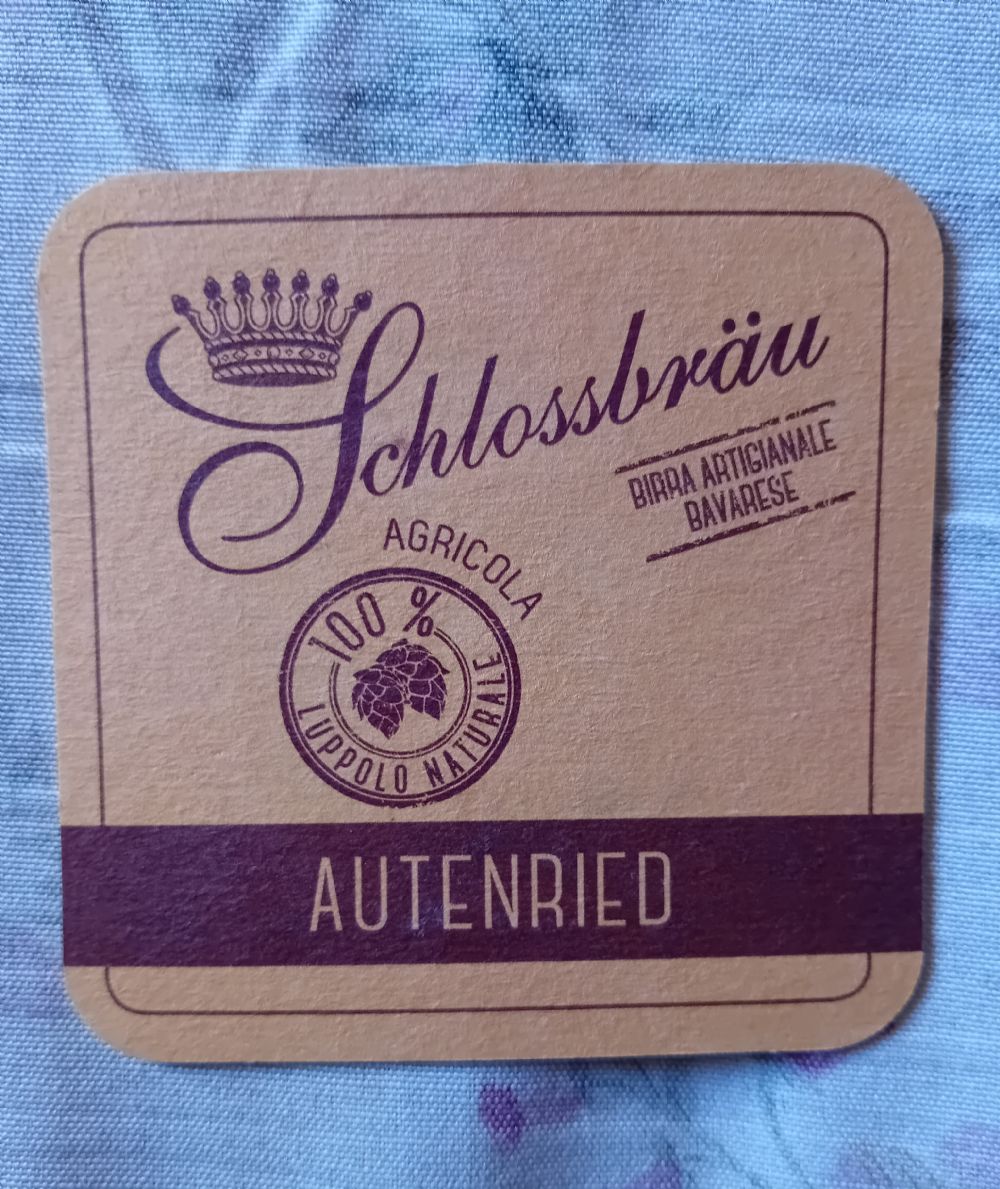 Schlossbräu
BIRRA ARTIGIANALE
BAVARESE
AGRICOLA
100 %
LUPPOLO NATURALE
AUTENRIED